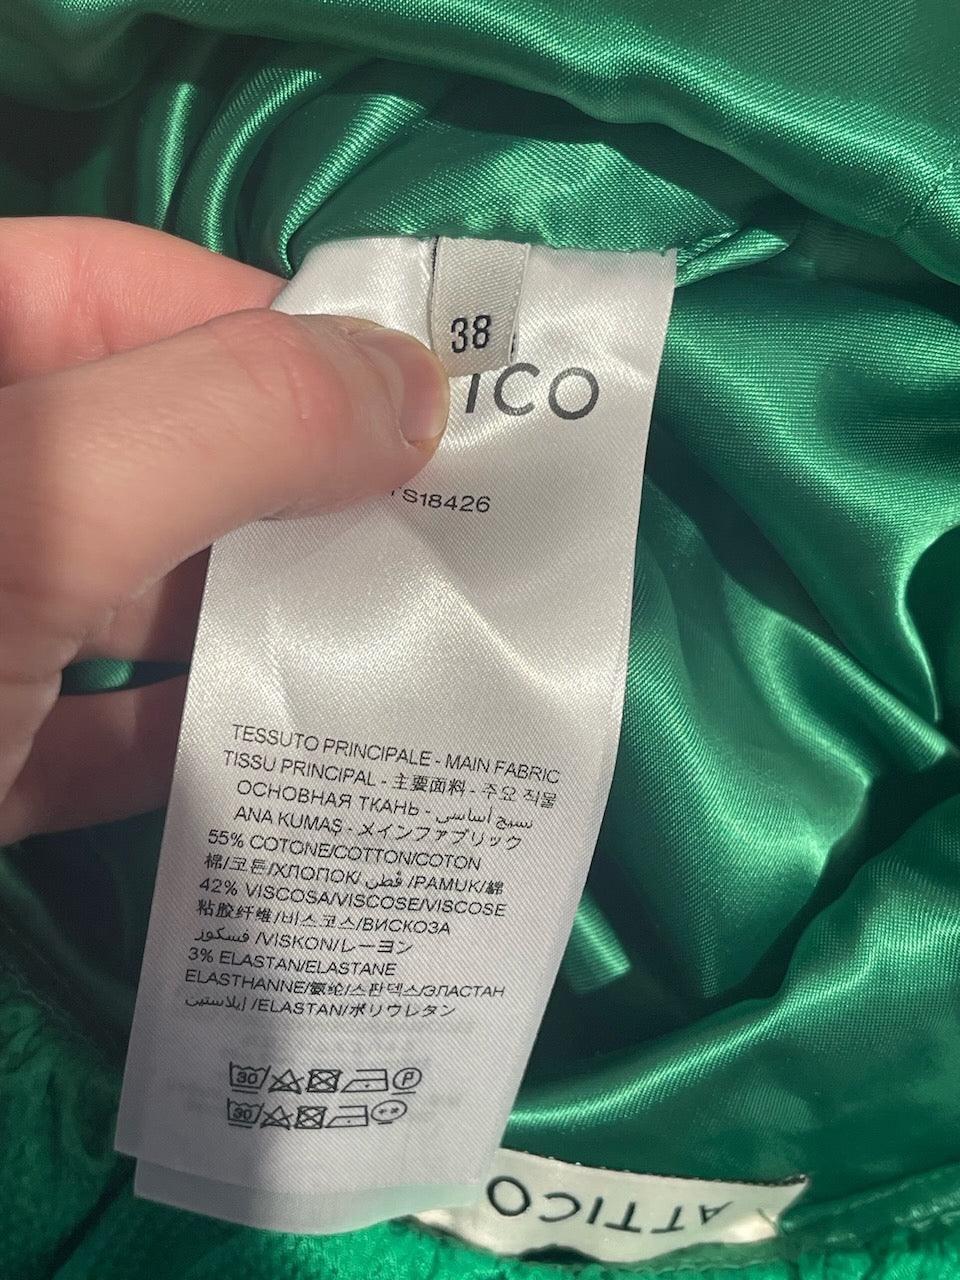 38
TICO
TS18426
TESSUTO PRINCIPALE - MAIN FABRIC
TISSU PRINCIPAL - 主要面料 - 주요 직물
ОСНОВНАЯ ТКАНЬ - نسيج أساسي
ANA KUMAŞ - メインファブリック
55% COTONE/COTTON/COTON
棉/코튼/ХЛОПОК/ قطن /PAMUK/綿
42% VISCOSA/VISCOSE/VISCOSE
粘胶纤维/비스코스/ВИСКОЗА
فسكوز /VISKON/レーヨン
3% ELASTAN/ELASTANE
ELASTHANNE/氨纶/스판덱스/ЭЛАСТАН
إيلاستين /ELASTAN/ポリウレタン
30 P
30
ATTICO